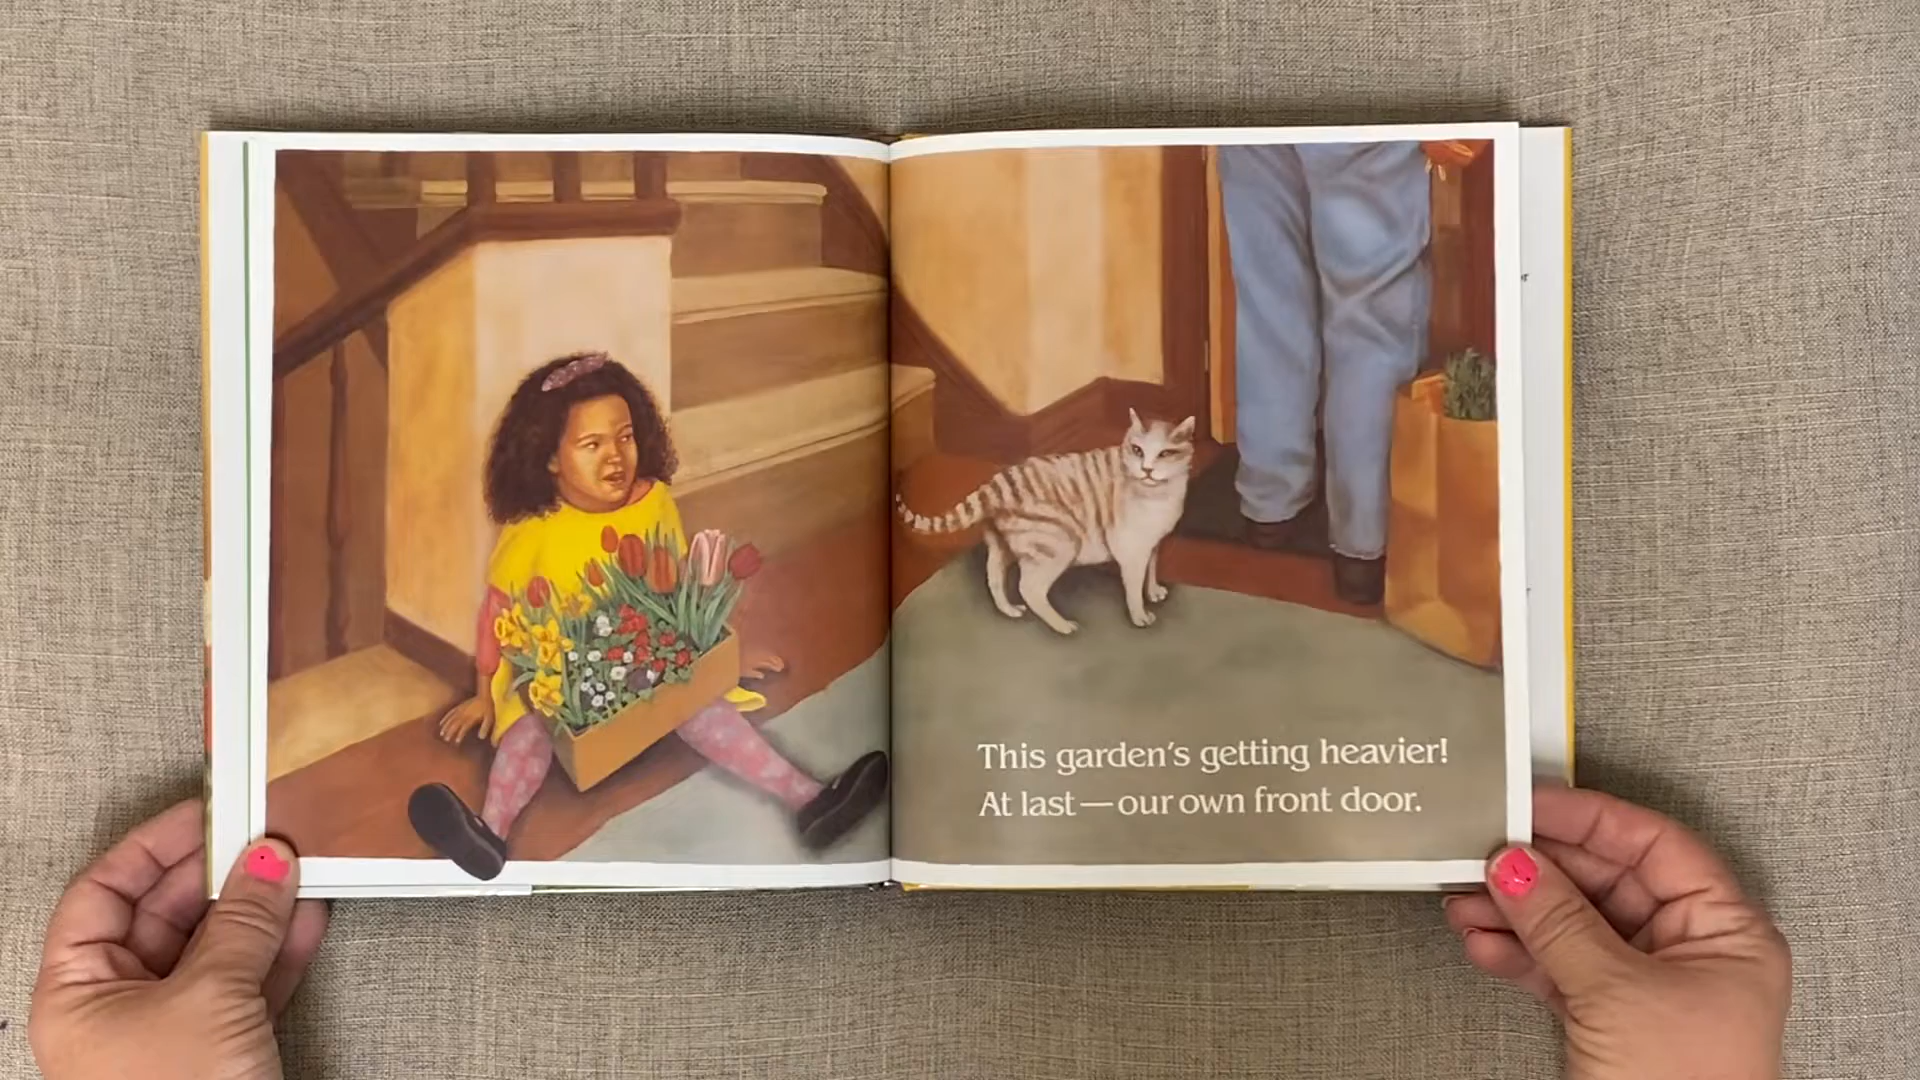 This garden's getting heavier!
At last—our own front door.